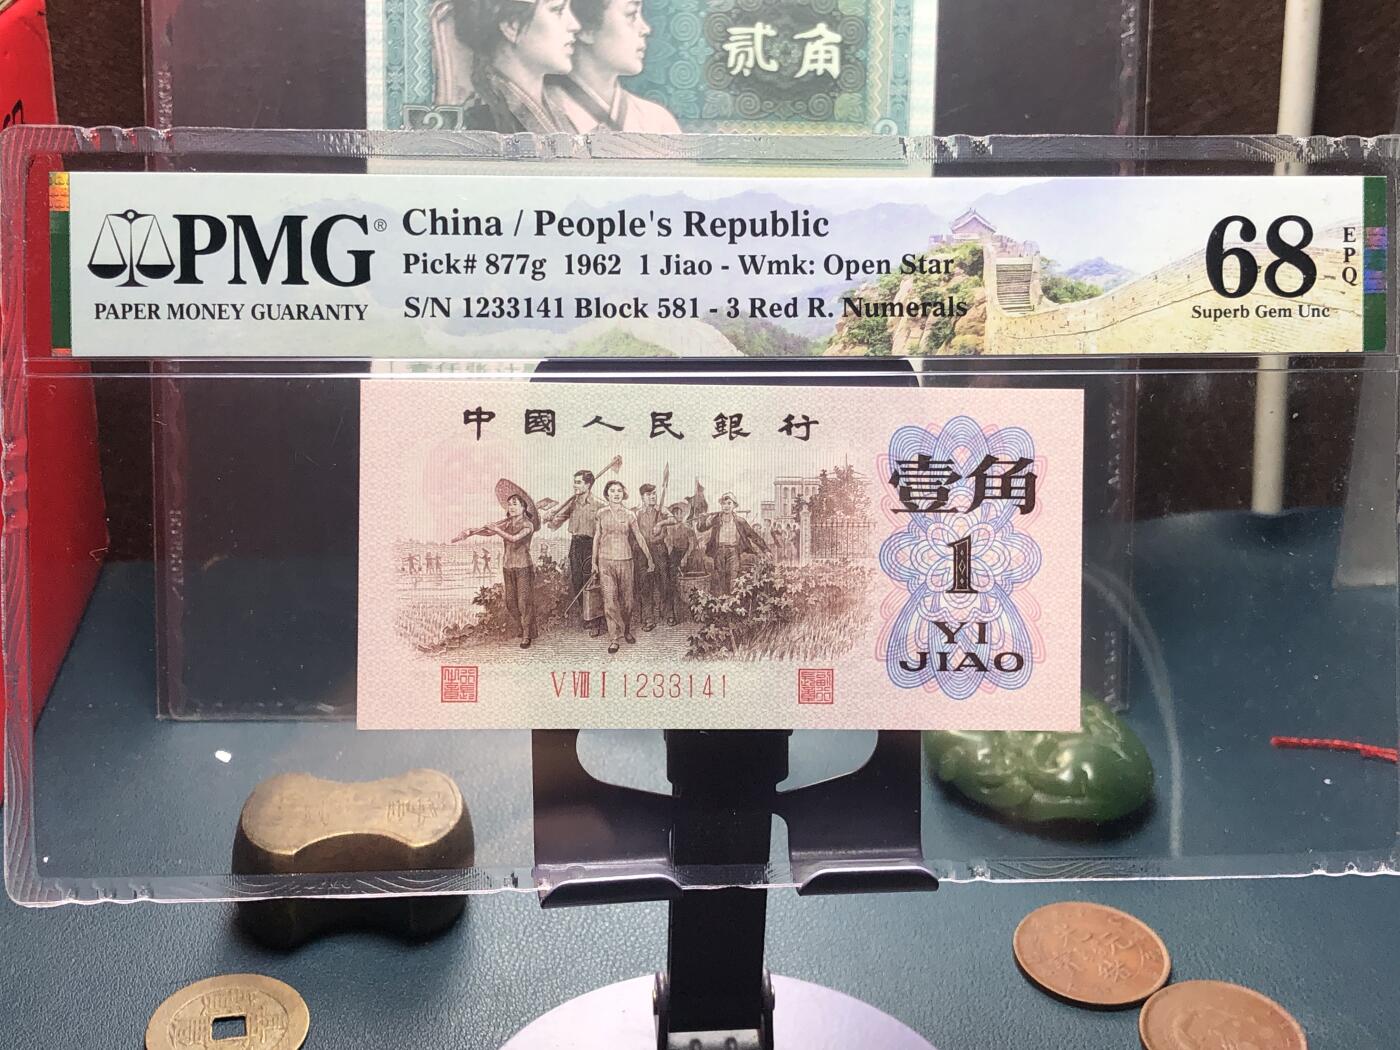 贰角
2
PMG®
PAPER MONEY GUARANTY
China / People's Republic
Pick# 877g 1962 1 Jiao - Wmk: Open Star
S/N 1233141 Block 581 - 3 Red R. Numerals
68
EPQ
Superb Gem Unc
中國人民銀行
壹角
1
YI
JIAO
V VIII I 1233141